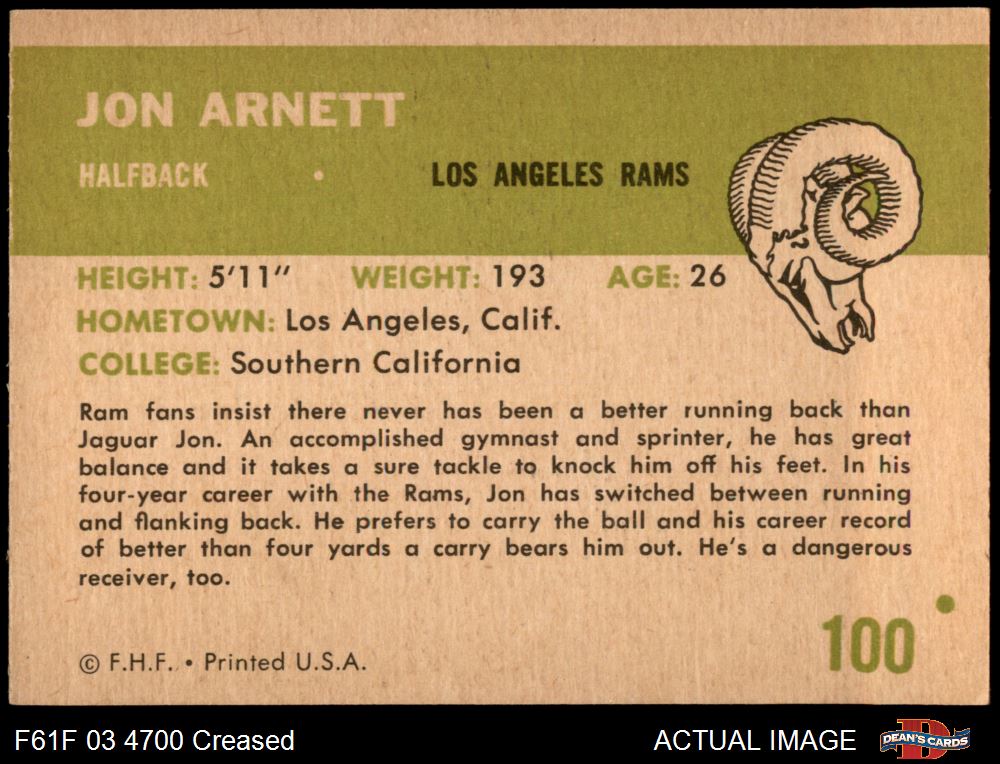 JON ARNETT
HALFBACK • LOS ANGELES RAMS
HEIGHT: 5'11" WEIGHT: 193 AGE: 26
HOMETOWN: Los Angeles, Calif.
COLLEGE: Southern California
Ram fans insist there never has been a better running back than
Jaguar Jon. An accomplished gymnast and sprinter, he has great
balance and it takes a sure tackle to knock him off his feet. In his
four-year career with the Rams, Jon has switched between running
and flanking back. He prefers to carry the ball and his career record
of better than four yards a carry bears him out. He's a dangerous
receiver, too.
100
© F.H.F. • Printed U.S.A.
F61F 03 4700 Creased
ACTUAL IMAGE
D
DEAN'S CARDS